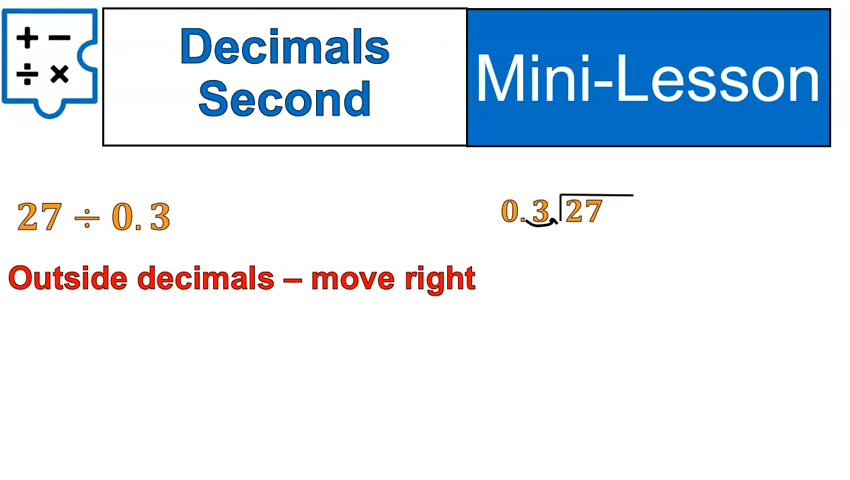 + −
÷ ×
Decimals
Second
Mini-Lesson
27 ÷ 0.3
0.3 27
Outside decimals – move right